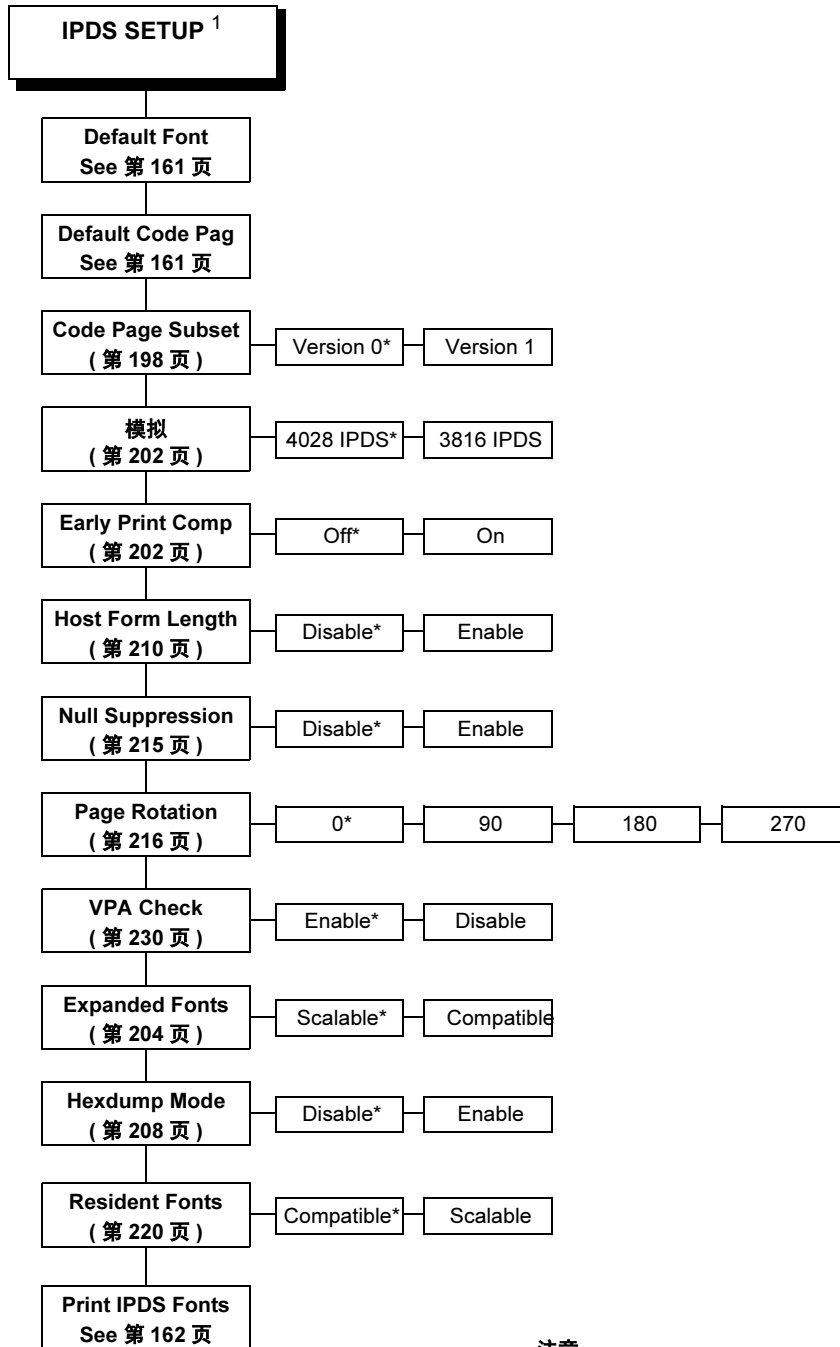 IPDS SETUP 1
Default Font
See 第 161 页
Default Code Pag
See 第 161 页
Code Page Subset
( 第 198 页 )
Version 0*
Version 1
模拟
( 第 202 页 )
4028 IPDS*
3816 IPDS
Early Print Comp
( 第 202 页 )
Off*
On
Host Form Length
( 第 210 页 )
Disable*
Enable
Null Suppression
( 第 215 页 )
Disable*
Enable
Page Rotation
( 第 216 页 )
0*
90
180
270
VPA Check
( 第 230 页 )
Enable*
Disable
Expanded Fonts
( 第 204 页 )
Scalable*
Compatible
Hexdump Mode
( 第 208 页 )
Disable*
Enable
Resident Fonts
( 第 220 页 )
Compatible*
Scalable
Print IPDS Fonts
See 第 162 页
注意